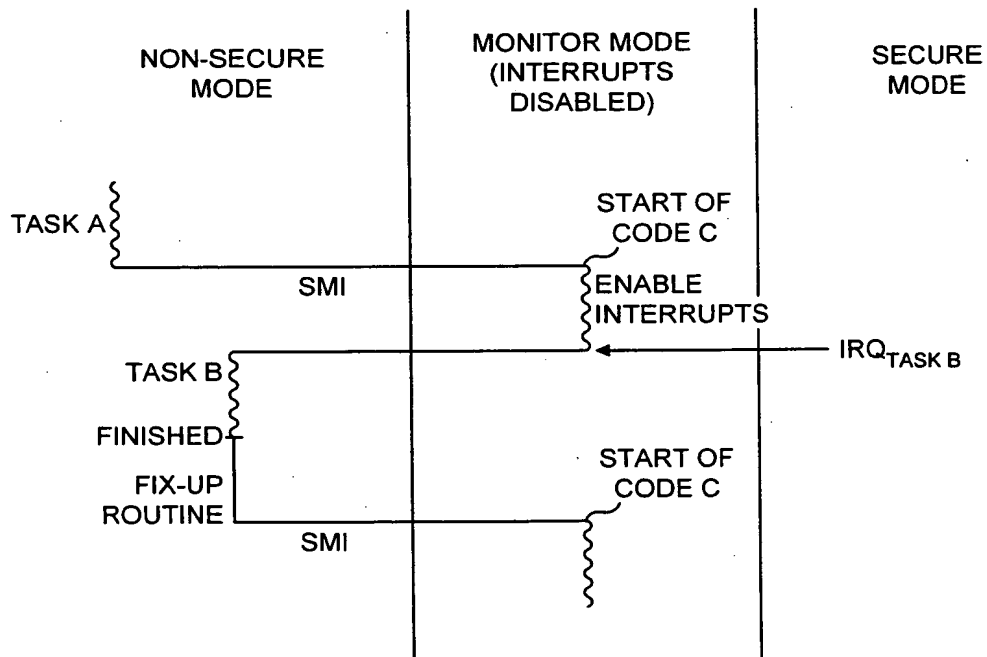 NON-SECURE
MODE
MONITOR MODE
(INTERRUPTS
DISABLED)
SECURE
MODE
TASK A
START OF
CODE C
SMI
ENABLE
INTERRUPTS
TASK B
IRQTASK B
FINISHED
FIX-UP
ROUTINE
START OF
CODE C
SMI